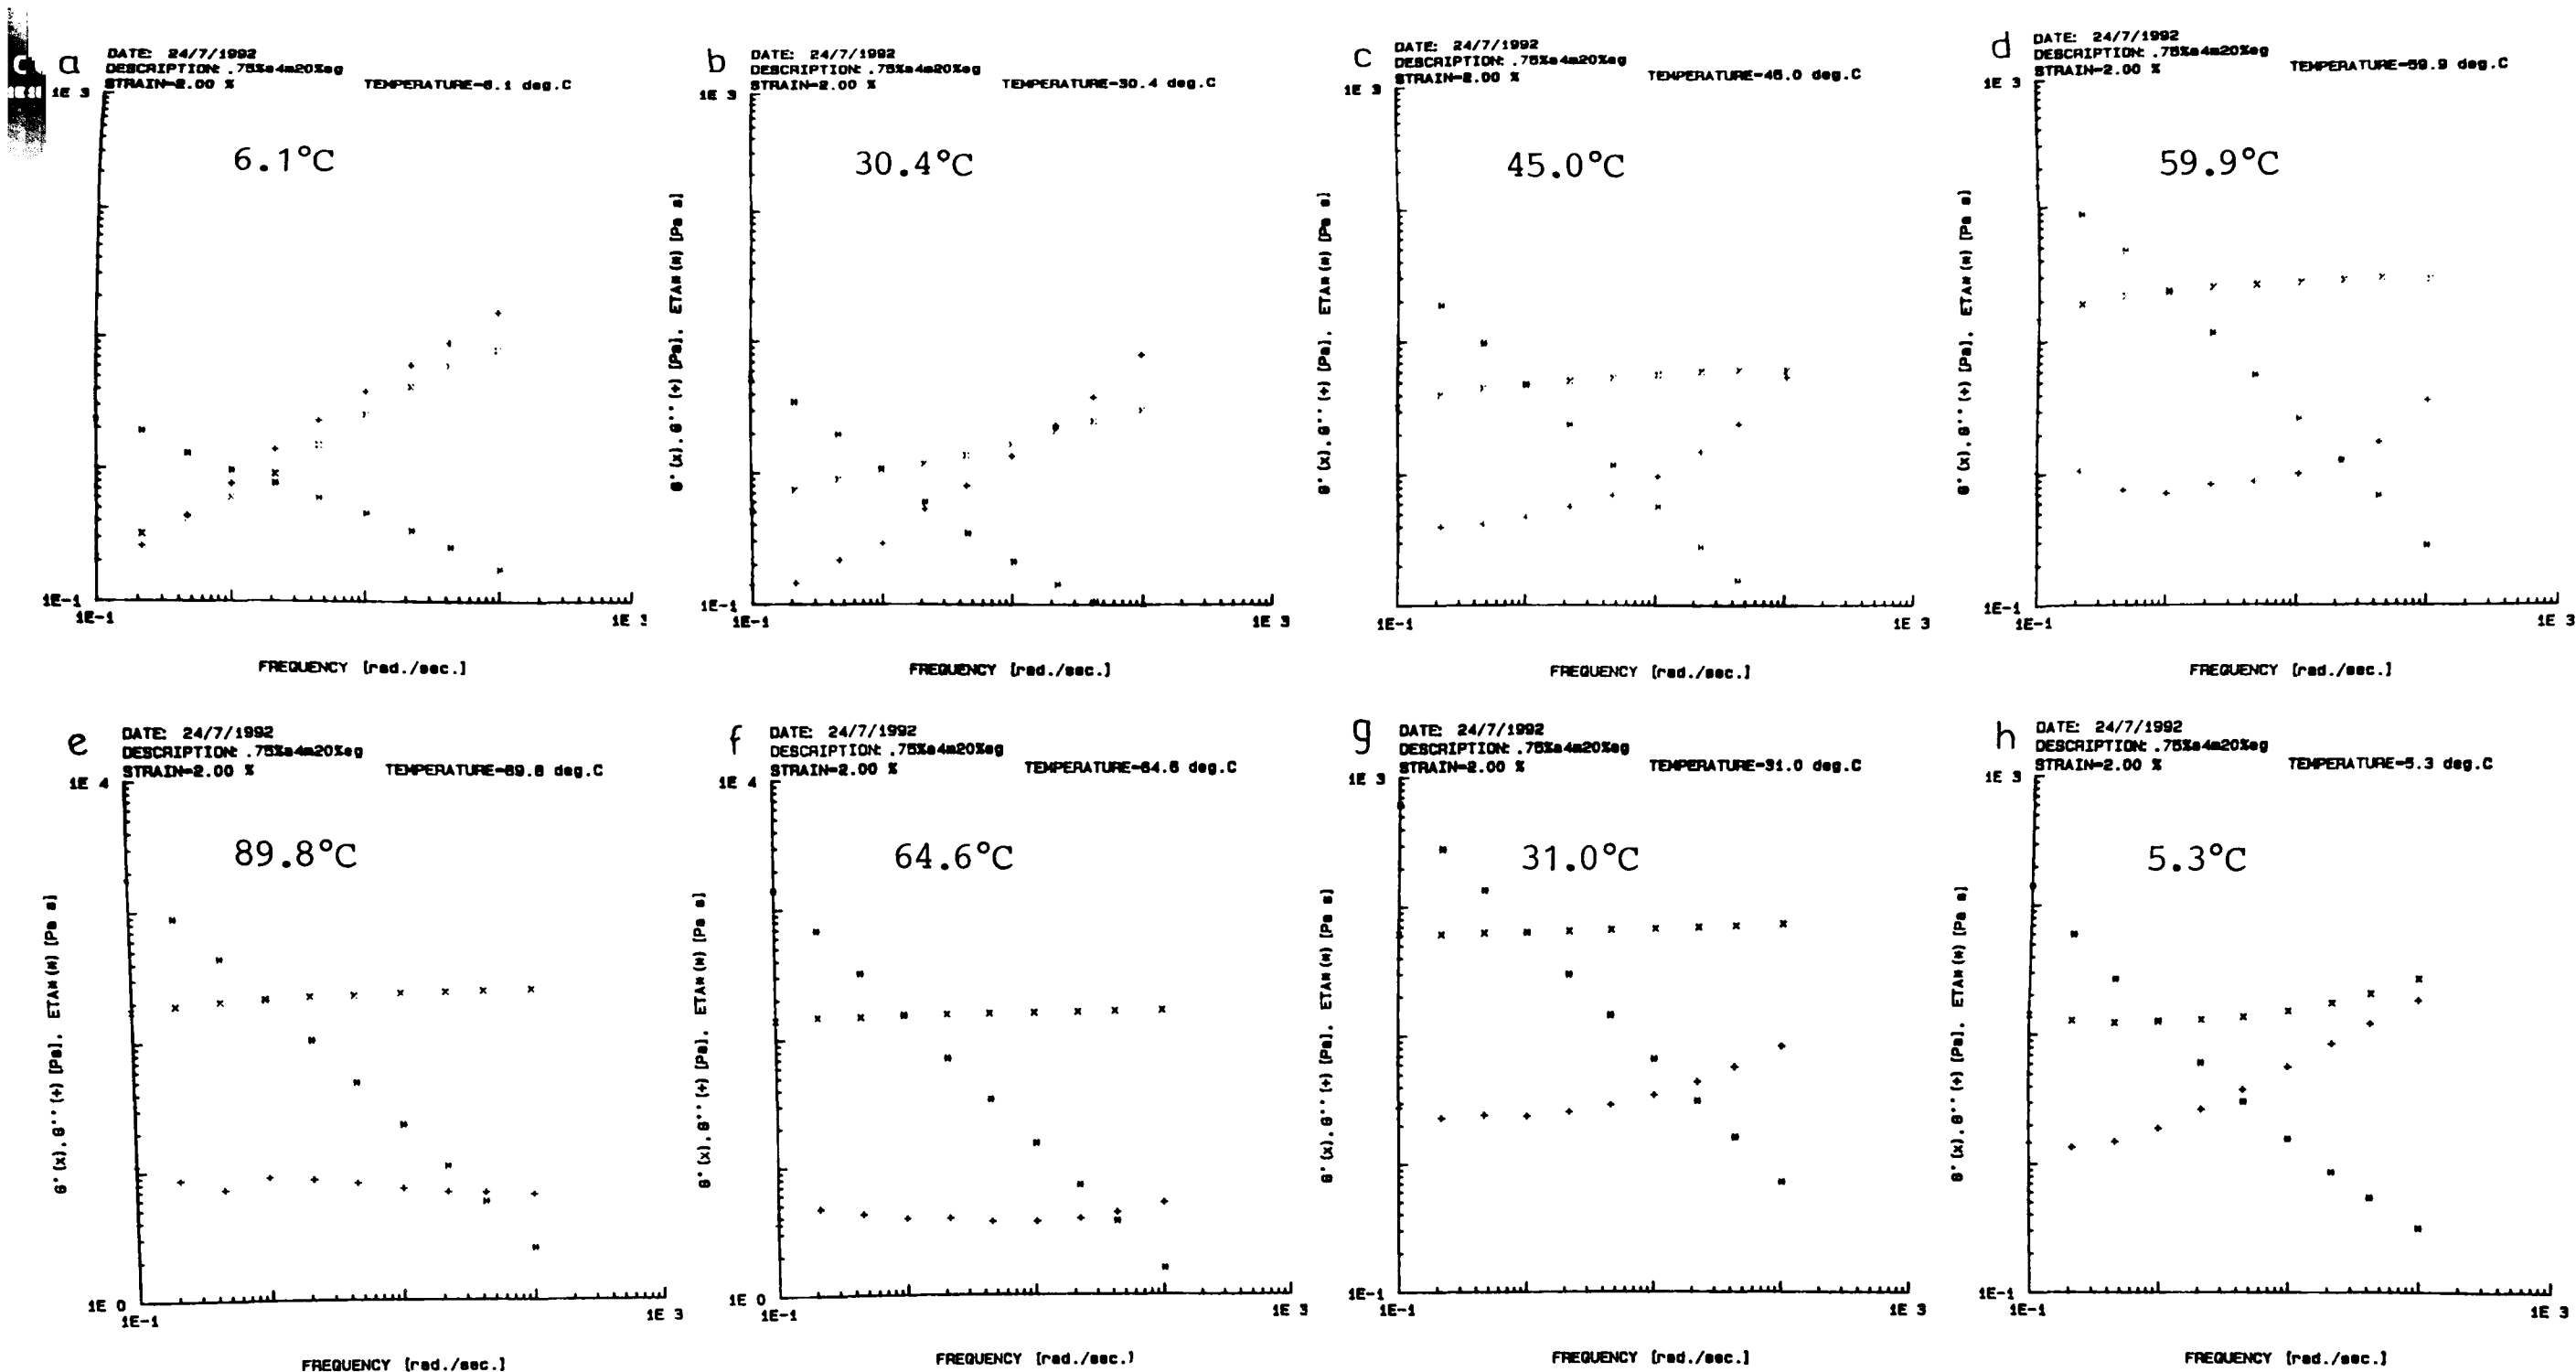 a
DATE: 24/7/1992
DESCRIPTION: .75%a4m20%eg
STRAIN=2.00 %
TEMPERATURE=6.1 deg.C
1E 3
6.1°C
1E-1
1E-1
FREQUENCY [rad./sec.]
b
DATE: 24/7/1992
DESCRIPTION: .75%a4m20%eg
STRAIN=2.00 %
TEMPERATURE=30.4 deg.C
1E 3
30.4°C
G'(x), G''(+) [Pa], ETA*(*) [Pa s]
1E-1
1E-1
1E 3
FREQUENCY [rad./sec.]
c
DATE: 24/7/1992
DESCRIPTION: .75%a4m20%eg
STRAIN=2.00 %
TEMPERATURE=45.0 deg.C
1E 3
45.0°C
G'(x), G''(+) [Pa], ETA*(*) [Pa s]
1E-1
1E-1
1E 3
FREQUENCY [rad./sec.]
d
DATE: 24/7/1992
DESCRIPTION: .75%a4m20%eg
STRAIN=2.00 %
TEMPERATURE=59.9 deg.C
1E 3
59.9°C
G'(x), G''(+) [Pa], ETA*(*) [Pa s]
1E-1
1E-1
1E 3
FREQUENCY [rad./sec.]
e
DATE: 24/7/1992
DESCRIPTION: .75%a4m20%eg
STRAIN=2.00 %
TEMPERATURE=89.8 deg.C
1E 4
89.8°C
G'(x), G''(+) [Pa], ETA*(*) [Pa s]
1E 0
1E-1
1E 3
FREQUENCY [rad./sec.]
f
DATE: 24/7/1992
DESCRIPTION: .75%a4m20%eg
STRAIN=2.00 %
TEMPERATURE=64.6 deg.C
1E 4
64.6°C
G'(x), G''(+) [Pa], ETA*(*) [Pa s]
1E 0
1E-1
1E 3
FREQUENCY [rad./sec.]
g
DATE: 24/7/1992
DESCRIPTION: .75%a4m20%eg
STRAIN=2.00 %
TEMPERATURE=31.0 deg.C
1E 3
31.0°C
G'(x), G''(+) [Pa], ETA*(*) [Pa s]
1E-1
1E-1
1E 3
FREQUENCY [rad./sec.]
h
DATE: 24/7/1992
DESCRIPTION: .75%a4m20%eg
STRAIN=2.00 %
TEMPERATURE=5.3 deg.C
1E 3
5.3°C
G'(x), G''(+) [Pa], ETA*(*) [Pa s]
1E-1
1E-1
1E 3
FREQUENCY [rad./sec.]